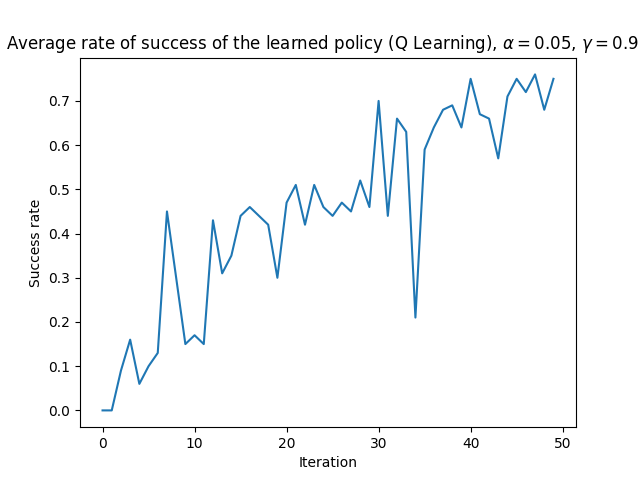 Average rate of success of the learned policy (Q Learning), α = 0.05, γ = 0.9
0.7
0.6
0.5
0.4
0.3
0.2
0.1
0.0
Success rate
0 10 20 30 40 50
Iteration